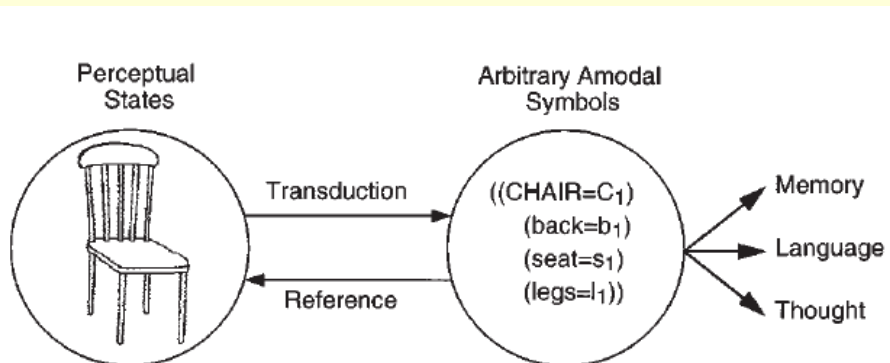 Perceptual
States
Arbitrary Amodal
Symbols
Transduction
Reference
((CHAIR=C₁)
(back=b₁)
(seat=s₁)
(legs=l₁))
Memory
Language
Thought